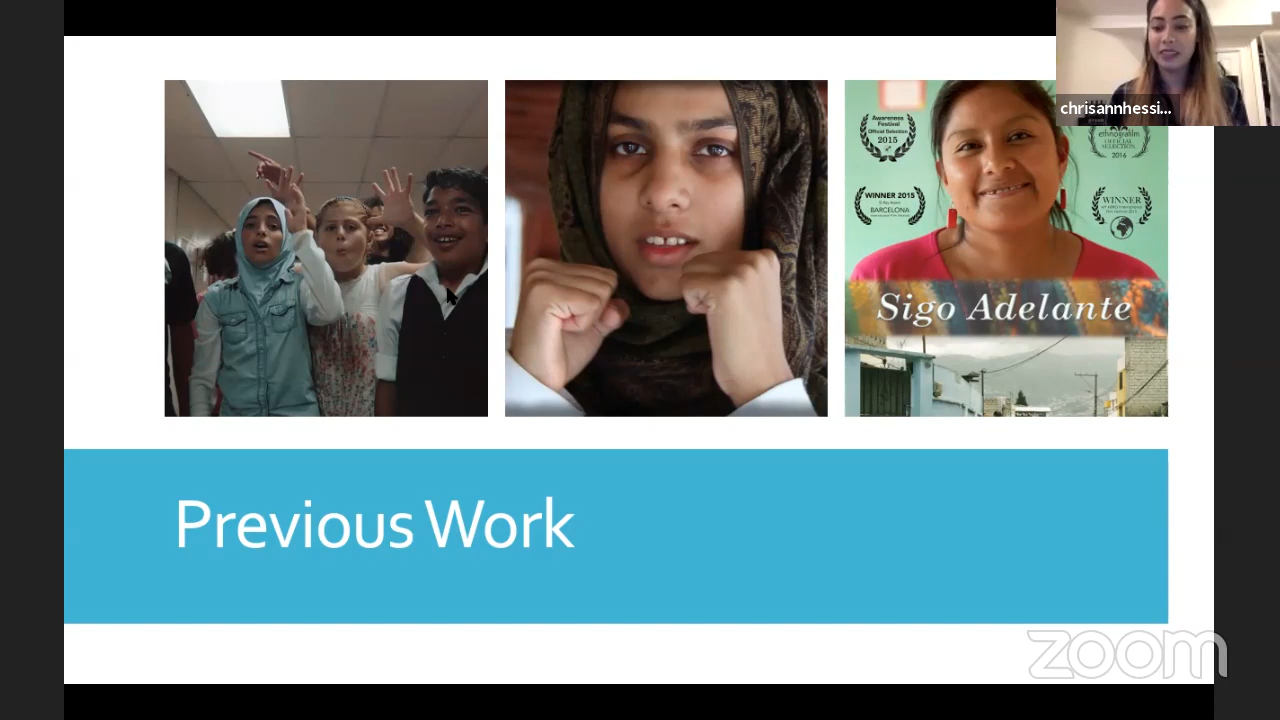 chrisannhessi...
Awareness
Festival
Official Selection
2015
ethnografilm
OFFICIAL
SELECTION
2016
WINNER 2015
BARCELONA
WINNER
Sigo Adelante
Previous Work
zoom